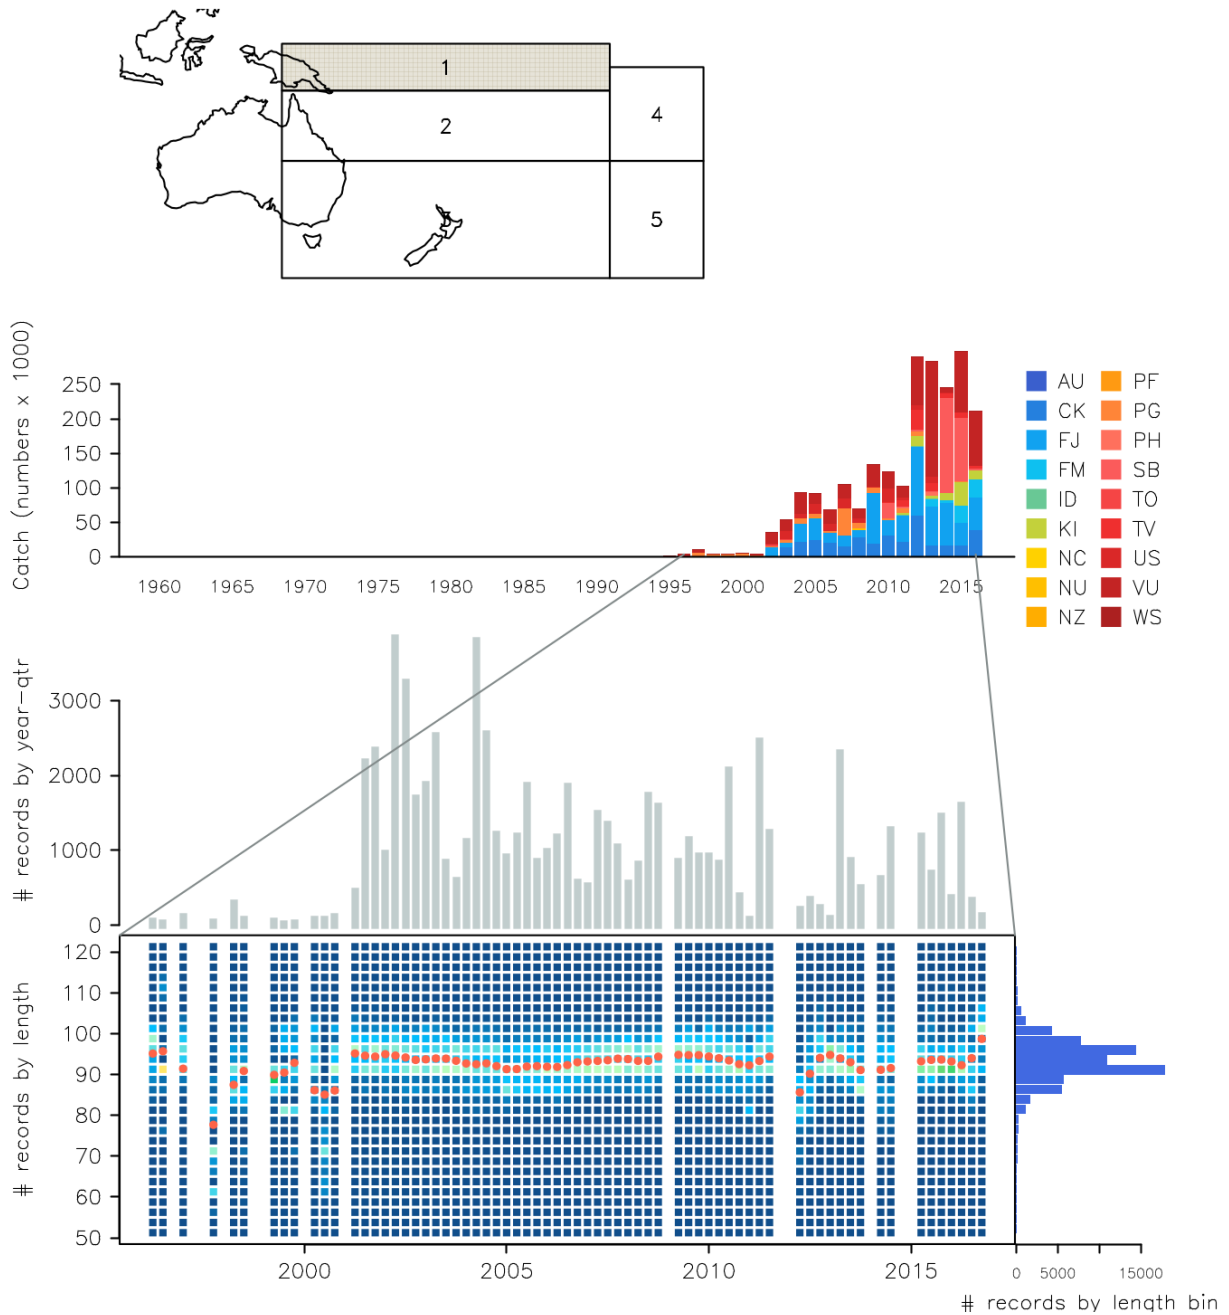 1
2
4
3
5
Catch (numbers x 1000)
250
200
150
100
50
0
1960 1965 1970 1975 1980 1985 1990 1995 2000 2005 2010 2015
AU PF
CK PG
FJ PH
FM SB
ID TO
KI TV
NC US
NU VU
NZ WS
# records by year-qtr
3000
2000
1000
0
# records by length
120
110
100
90
80
70
60
50
2000 2005 2010 2015
0 5000 15000
# records by length bin